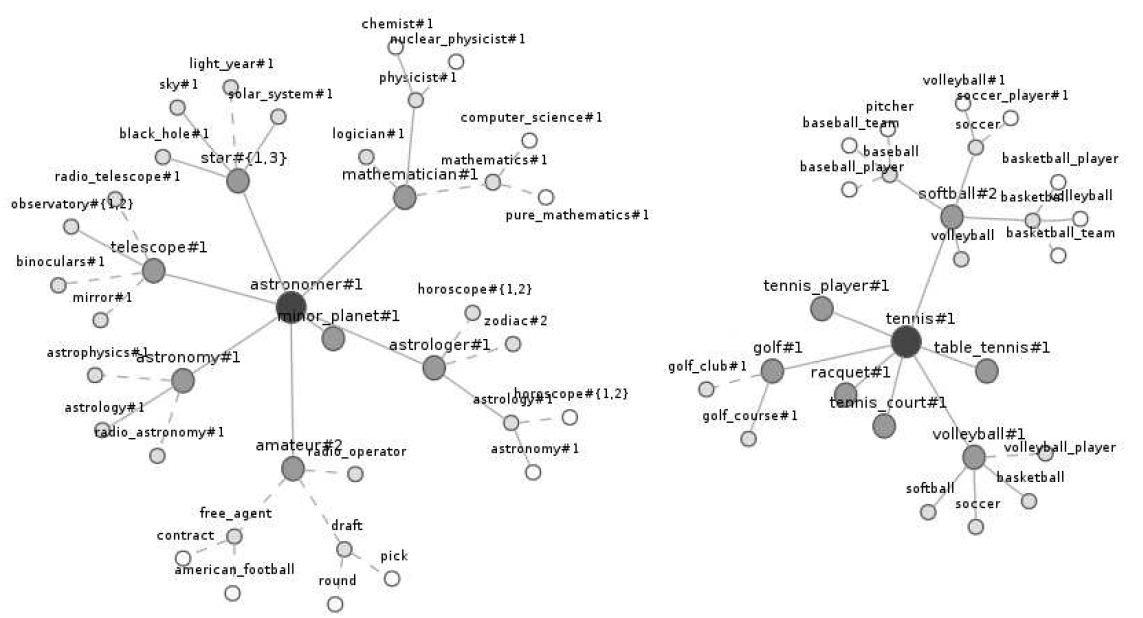 chemist#1
nuclear_physicist#1
physicist#1
light_year#1
sky#1
solar_system#1
black_hole#1
star#{1,3}
logician#1
computer_science#1
mathematics#1
mathematician#1
pure_mathematics#1
radio_telescope#1
observatory#{1,2}
telescope#1
binoculars#1
mirror#1
astronomer#1
minor_planet#1
horoscope#{1,2}
zodiac#2
astrologer#1
astrophysics#1
astronomy#1
astrology#1
radio_astronomy#1
astrology#1
horoscope#{1,2}
astronomy#1
amateur#2
radio_operator
free_agent
contract
american_football
draft
pick
round
volleyball#1
soccer_player#1
pitcher
baseball_team
soccer
baseball
baseball_player
basketball_player
softball#2
basketball
volleyball
basketball_team
volleyball
tennis_player#1
tennis#1
golf#1
table_tennis#1
golf_club#1
racquet#1
tennis_court#1
golf_course#1
volleyball#1
volleyball_player
softball
basketball
soccer